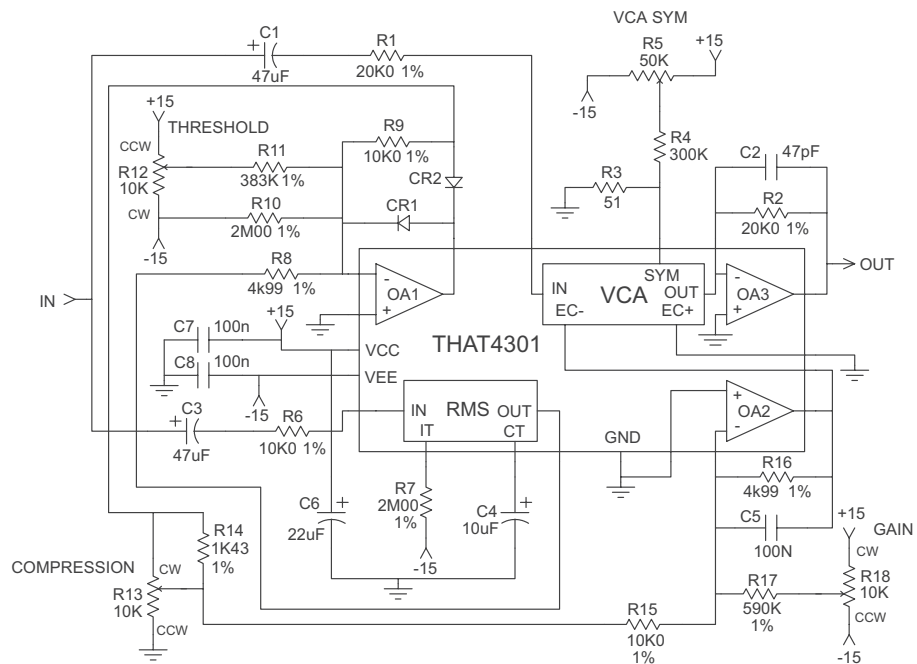 VCA SYM
C1
+
47uF
R1
20K0 1%
R5
50K
+15
-15
+15
THRESHOLD
CCW
R12
10K
CW
-15
R11
383K 1%
R10
2M00 1%
R9
10K0 1%
CR2
CR1
R8
4k99 1%
R4
300K
R3
51
C2 47pF
R2
20K0 1%
IN
OUT
-
+
OA1
IN
SYM
VCA
OUT
EC-
EC+
-
+
OA3
C7
100n
+15
C8
100n
-15
VCC
VEE
THAT4301
C3
+
47uF
R6
10K0 1%
IN
RMS
OUT
IT
CT
GND
+
-
OA2
R7
2M00
1%
-15
C6
+
22uF
C4
+
10uF
R16
4k99 1%
C5
100N
+15
GAIN
CW
R18
10K
CCW
-15
R17
590K
1%
R15
10K0
1%
R14
1K43
1%
COMPRESSION
CW
R13
10K
CCW